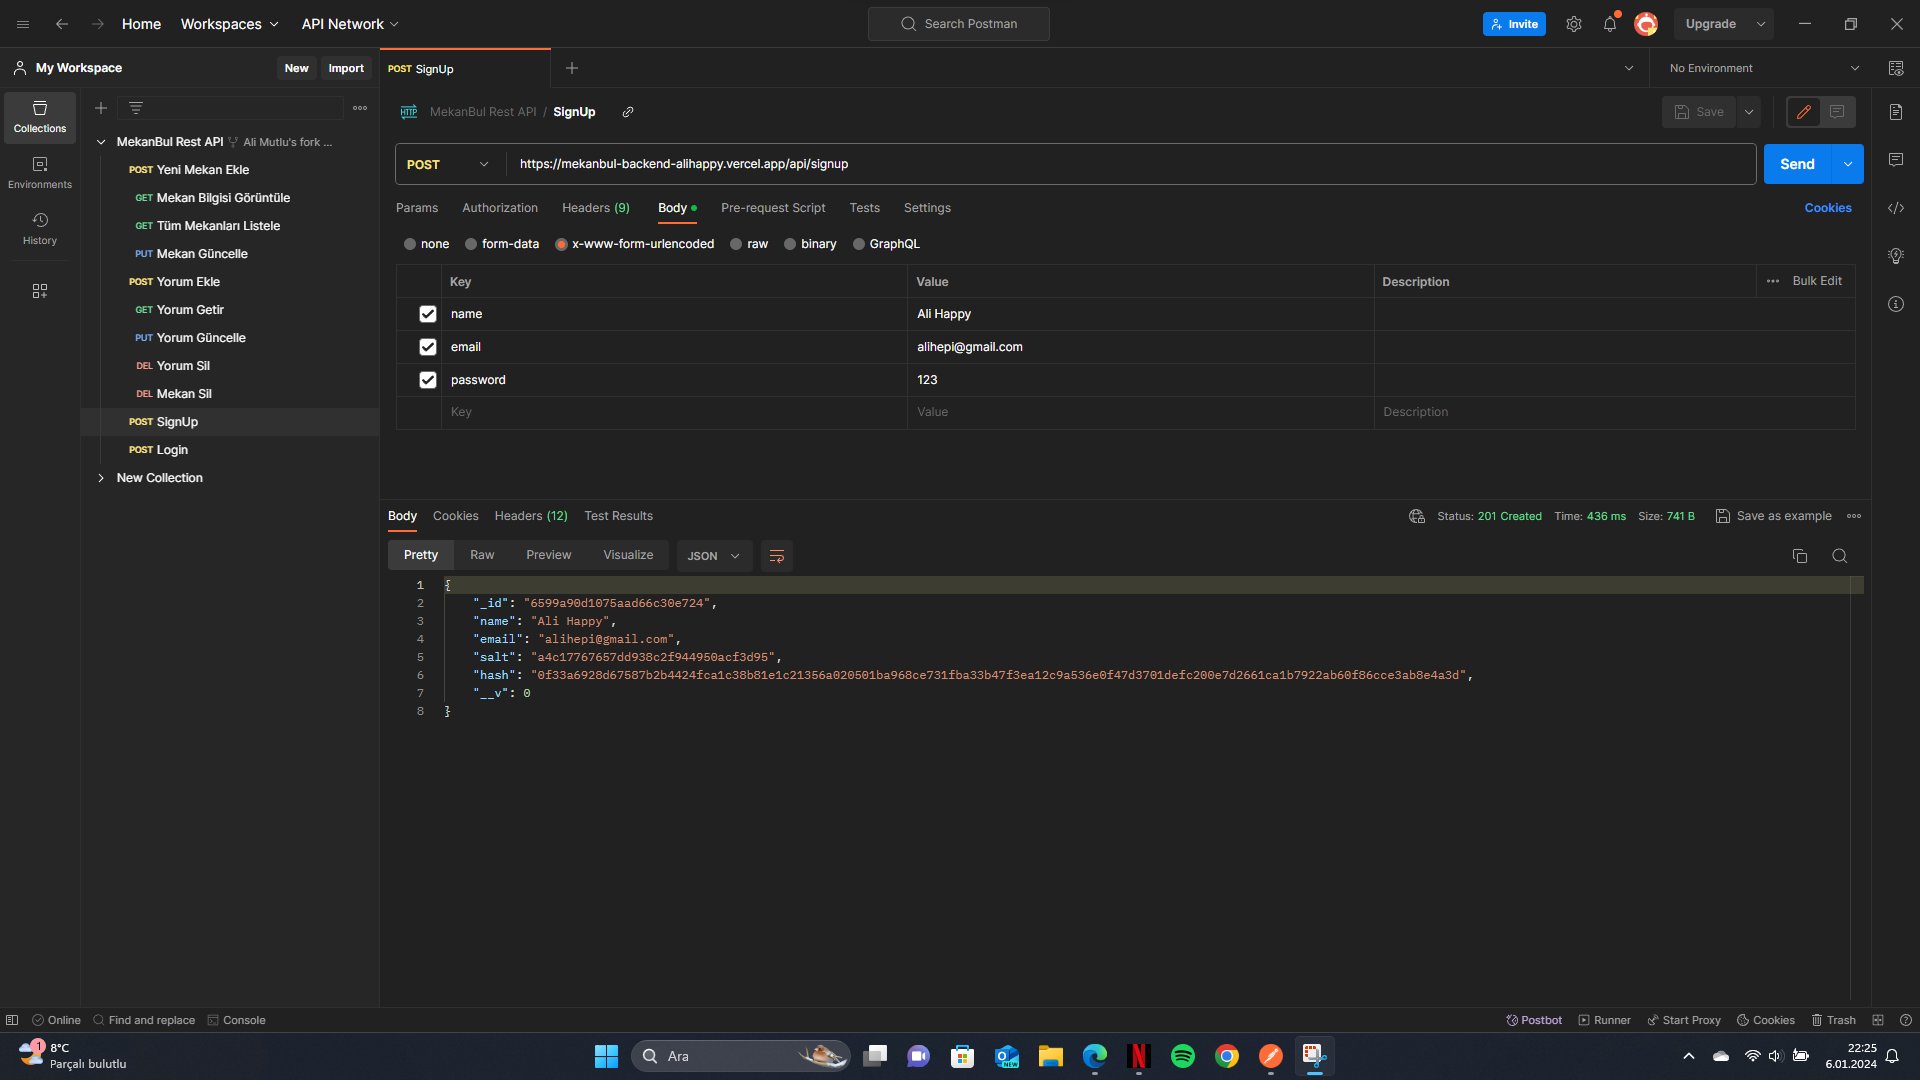 Home Workspaces API Network Search Postman Invite Upgrade
My Workspace New Import POST SignUp No Environment
Collections
Environments
History
MekanBul Rest API Ali Mutlu's fork ...
POST Yeni Mekan Ekle
GET Mekan Bilgisi Görüntüle
GET Tüm Mekanları Listele
PUT Mekan Güncelle
POST Yorum Ekle
GET Yorum Getir
PUT Yorum Güncelle
DEL Yorum Sil
DEL Mekan Sil
POST SignUp
POST Login
New Collection
HTTP MekanBul Rest API / SignUp Save
POST https://mekanbul-backend-alihappy.vercel.app/api/signup Send
Params Authorization Headers (9) Body Pre-request Script Tests Settings Cookies
none form-data x-www-form-urlencoded raw binary GraphQL
Key Value Description Bulk Edit
name Ali Happy
email alihepi@gmail.com
password 123
Key Value Description
Body Cookies Headers (12) Test Results Status: 201 Created Time: 436 ms Size: 741 B Save as example
Pretty Raw Preview Visualize JSON
1 {
2 "_id": "6599a90d1075aad66c30e724",
3 "name": "Ali Happy",
4 "email": "alihepi@gmail.com",
5 "salt": "a4c17767657dd938c2f944950acf3d95",
6 "hash": "0f33a6928d67587b2b4424fca1c38b81e1c21356a020501ba968ce731fba33b47f3ea12c9a536e0f47d3701defc200e7d2661ca1b7922ab60f86cce3ab8e4a3d",
7 "__v": 0
8 }
Online Find and replace Console Postbot Runner Start Proxy Cookies Trash
1 8°C
Parçalı bulutlu
Ara
NEW
22:25
6.01.2024